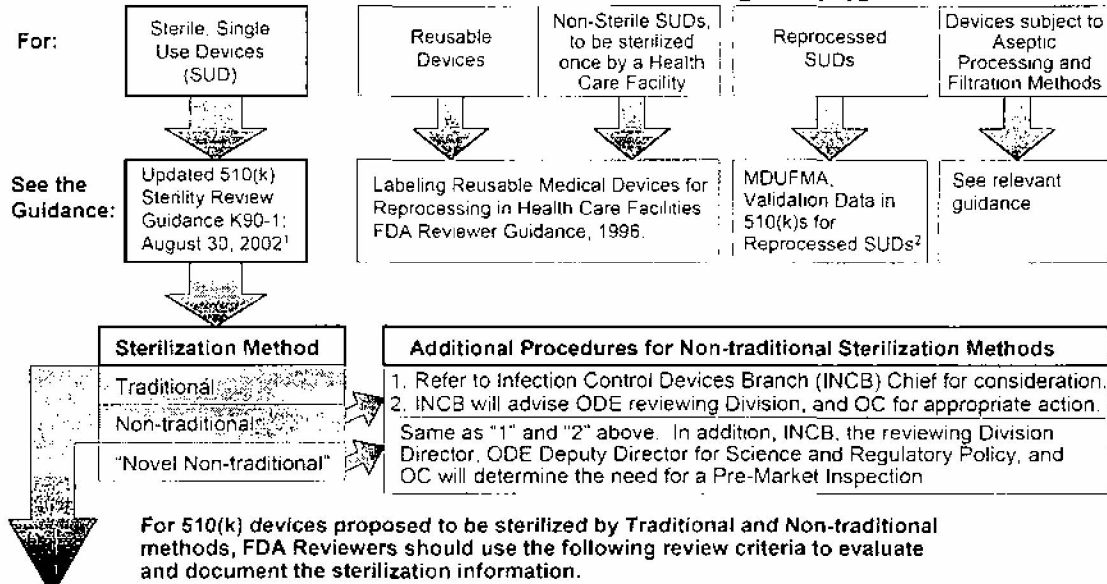 For:
Sterile, Single
Use Devices
(SUD)
Reusable
Devices
Non-Sterile SUDs,
to be sterilized
once by a Health
Care Facility
Reprocessed
SUDs
Devices subject to
Aseptic
Processing and
Filtration Methods
See the
Guidance:
Updated 510(k)
Sterility Review
Guidance K90-1;
August 30, 2002¹
Labeling Reusable Medical Devices for
Reprocessing in Health Care Facilities
FDA Reviewer Guidance, 1996.
MDUFMA,
Validation Data in
510(k)s for
Reprocessed SUDs²
See relevant
guidance
Sterilization Method
Traditional
Non-traditional
"Novel Non-traditional"
Additional Procedures for Non-traditional Sterilization Methods
1. Refer to Infection Control Devices Branch (INCB) Chief for consideration.
2. INCB will advise ODE reviewing Division, and OC for appropriate action.
Same as "1" and "2" above. In addition, INCB, the reviewing Division
Director, ODE Deputy Director for Science and Regulatory Policy, and
OC will determine the need for a Pre-Market Inspection
For 510(k) devices proposed to be sterilized by Traditional and Non-traditional
methods, FDA Reviewers should use the following review criteria to evaluate
and document the sterilization information.